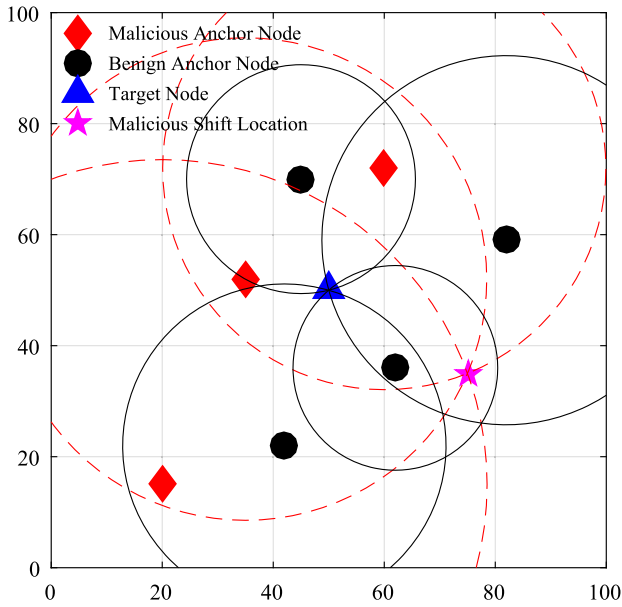 100
Malicious Anchor Node
Benign Anchor Node
Target Node
Malicious Shift Location
80
60
40
20
0
0 20 40 60 80 100